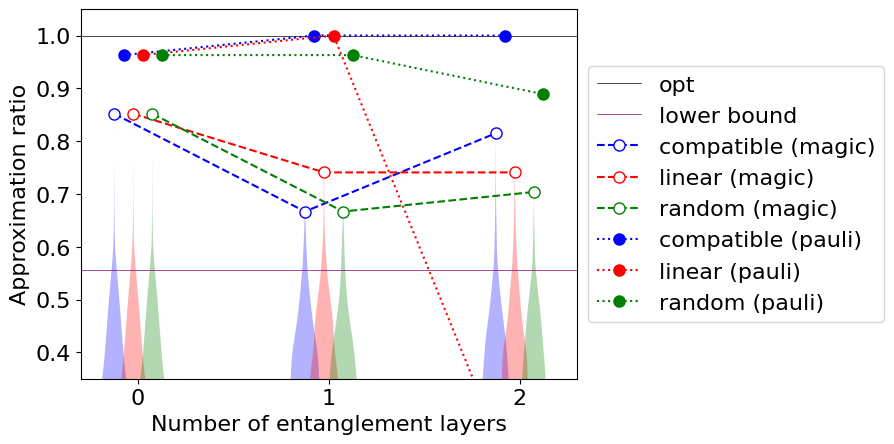 1.0
0.9
0.8
0.7
0.6
0.5
0.4
Approximation ratio
0 1 2
Number of entanglement layers
opt
lower bound
compatible (magic)
linear (magic)
random (magic)
compatible (pauli)
linear (pauli)
random (pauli)